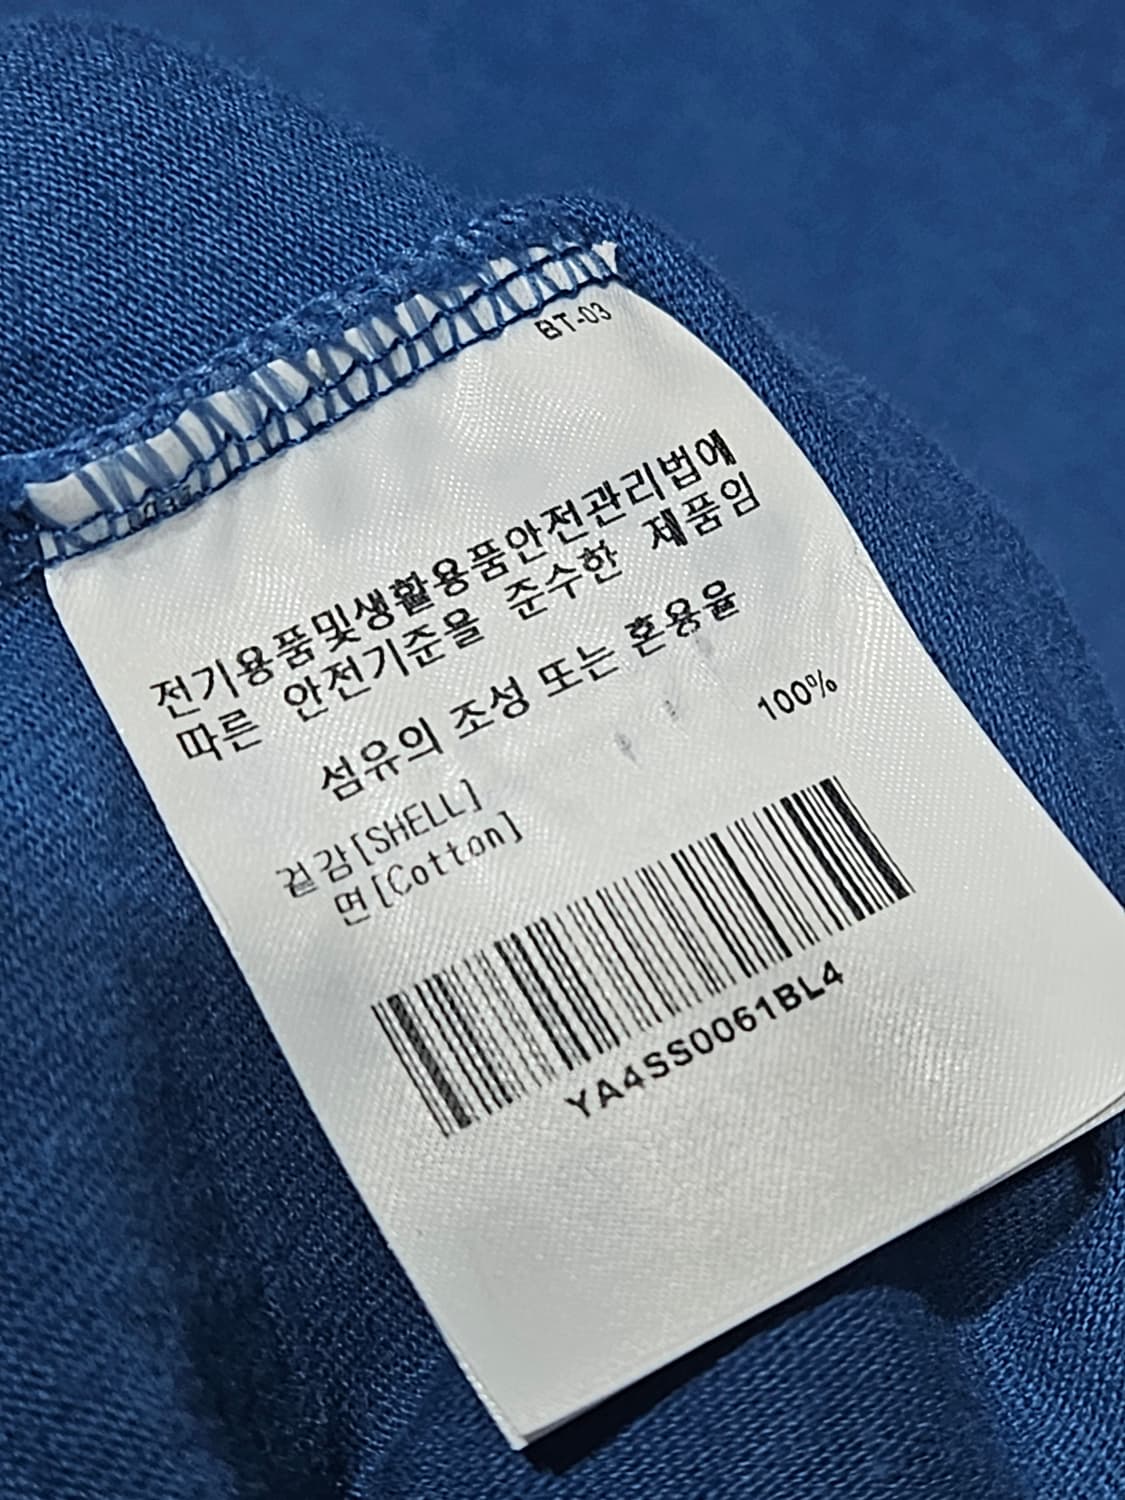 BT-03
전기용품및생활용품안전관리법에
따른 안전기준을 준수한 제품임
섬유의 조성 또는 혼용율
겉감[SHELL]
면[Cotton] 100%
YA4SS0061BL4